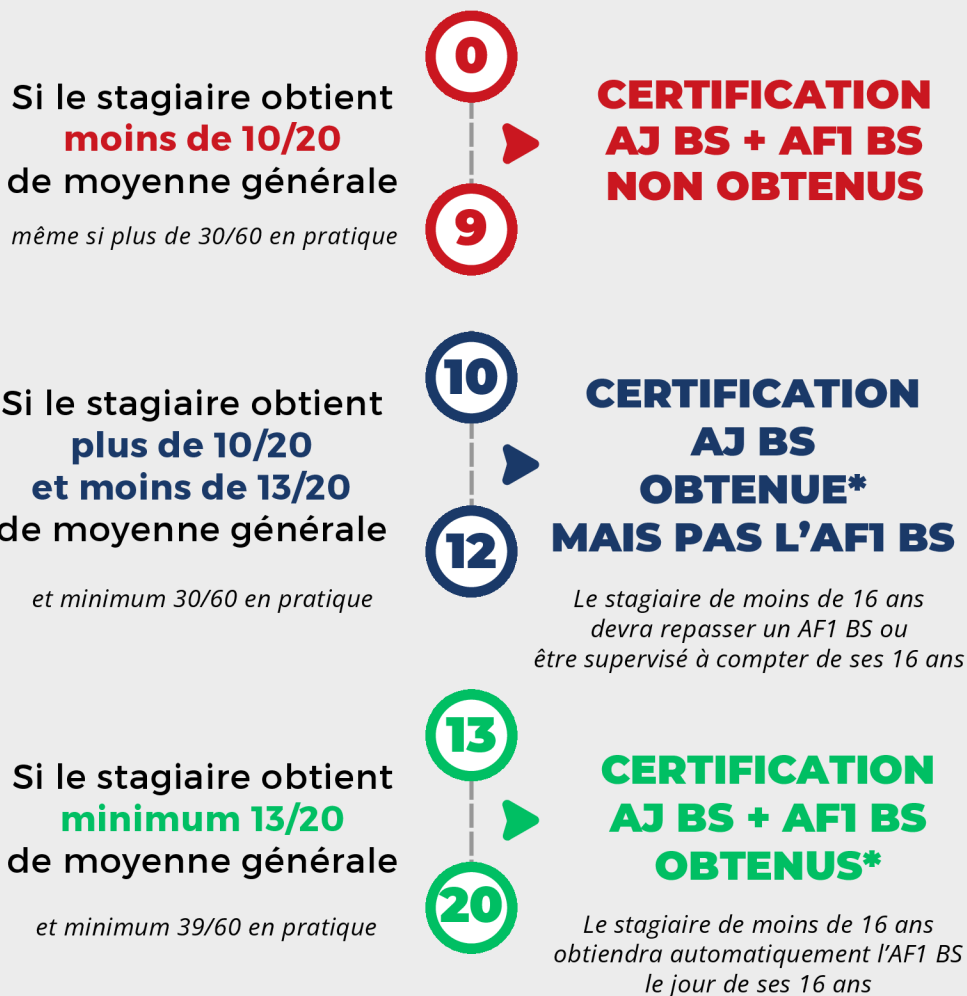 0
Si le stagiaire obtient
moins de 10/20
de moyenne générale
même si plus de 30/60 en pratique
9
CERTIFICATION
AJ BS + AF1 BS
NON OBTENUS
10
Si le stagiaire obtient
plus de 10/20
et moins de 13/20
de moyenne générale
et minimum 30/60 en pratique
12
CERTIFICATION
AJ BS
OBTENUE*
MAIS PAS L'AF1 BS
Le stagiaire de moins de 16 ans
devra repasser un AF1 BS ou
être supervisé à compter de ses 16 ans
13
Si le stagiaire obtient
minimum 13/20
de moyenne générale
et minimum 39/60 en pratique
20
CERTIFICATION
AJ BS + AF1 BS
OBTENUS*
Le stagiaire de moins de 16 ans
obtiendra automatiquement l'AF1 BS
le jour de ses 16 ans